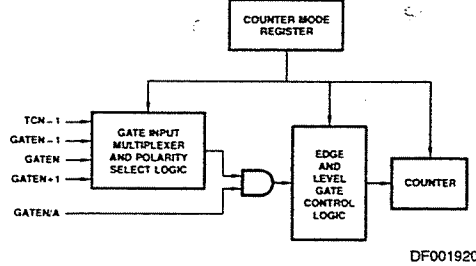 COUNTER MODE
REGISTER
TCN−1
GATEN−1
GATEN
GATEN+1
GATEN/A
GATE INPUT
MULTIPLEXER
AND POLARITY
SELECT LOGIC
EDGE
AND
LEVEL
GATE
CONTROL
LOGIC
COUNTER
DF001920